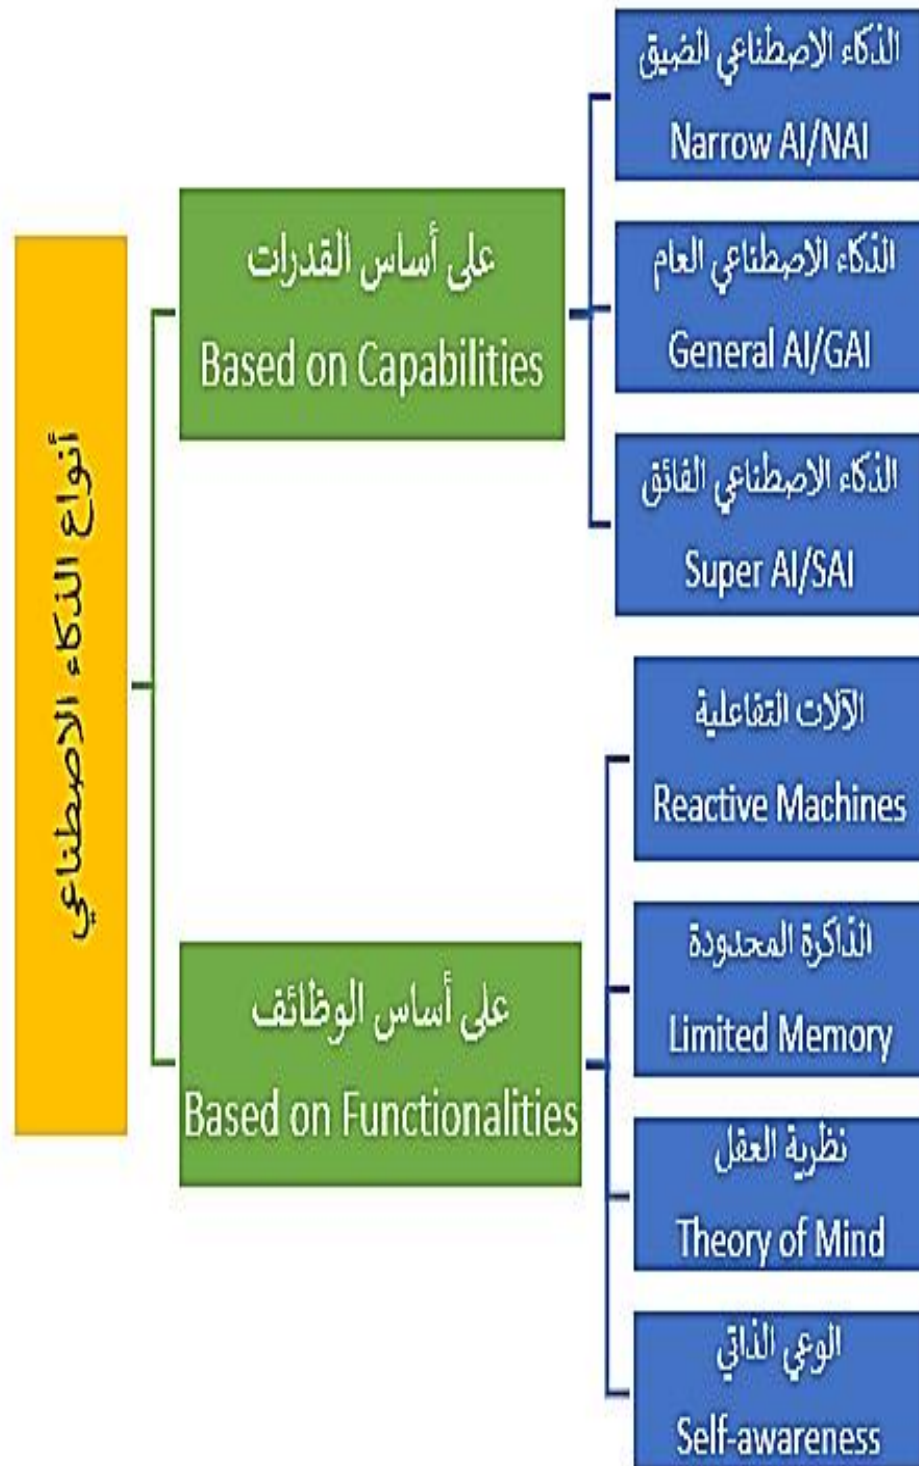 أنواع الذكاء الاصطناعي
على أساس القدرات
Based on Capabilities
الذكاء الاصطناعي الضيق
Narrow AI/NAI
الذكاء الاصطناعي العام
General AI/GAI
الذكاء الاصطناعي الفائق
Super AI/SAI
على أساس الوظائف
Based on Functionalities
الآلات التفاعلية
Reactive Machines
الذاكرة المحدودة
Limited Memory
نظرية العقل
Theory of Mind
الوعي الذاتي
Self-awareness